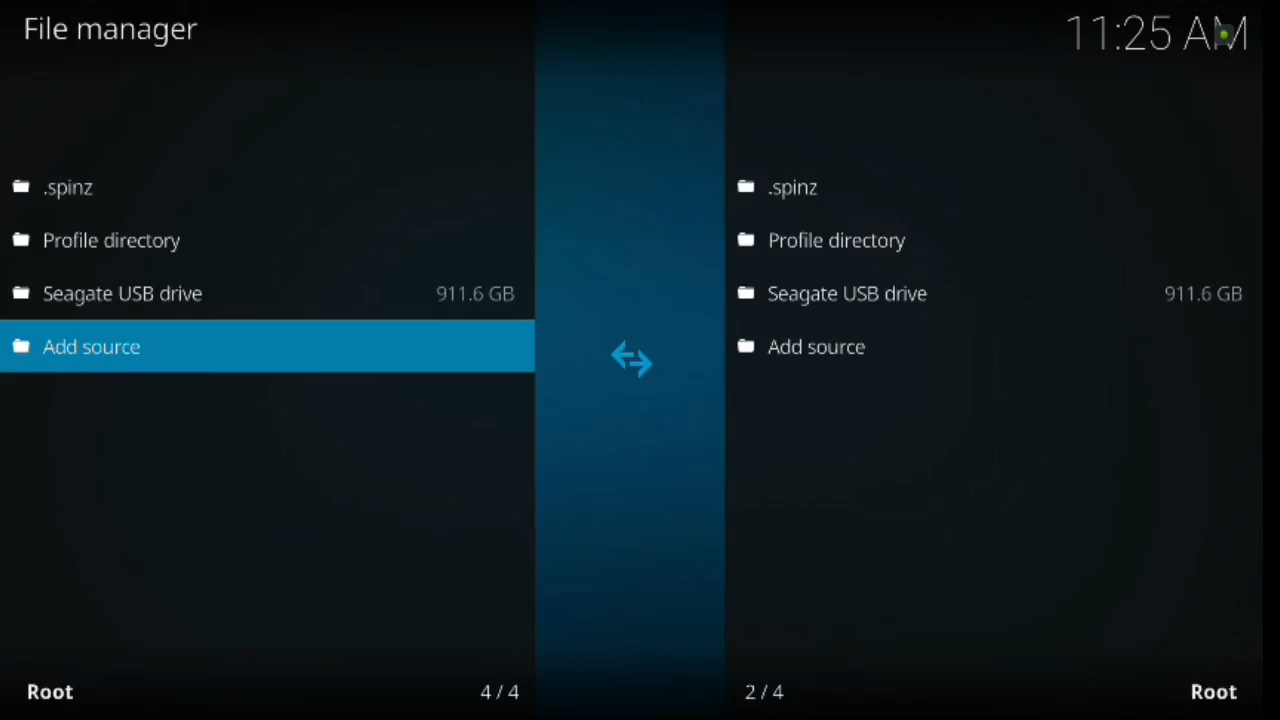 File manager
11:25 AM
.spinz
Profile directory
Seagate USB drive 911.6 GB
Add source
.spinz
Profile directory
Seagate USB drive 911.6 GB
Add source
Root 4 / 4
2 / 4 Root